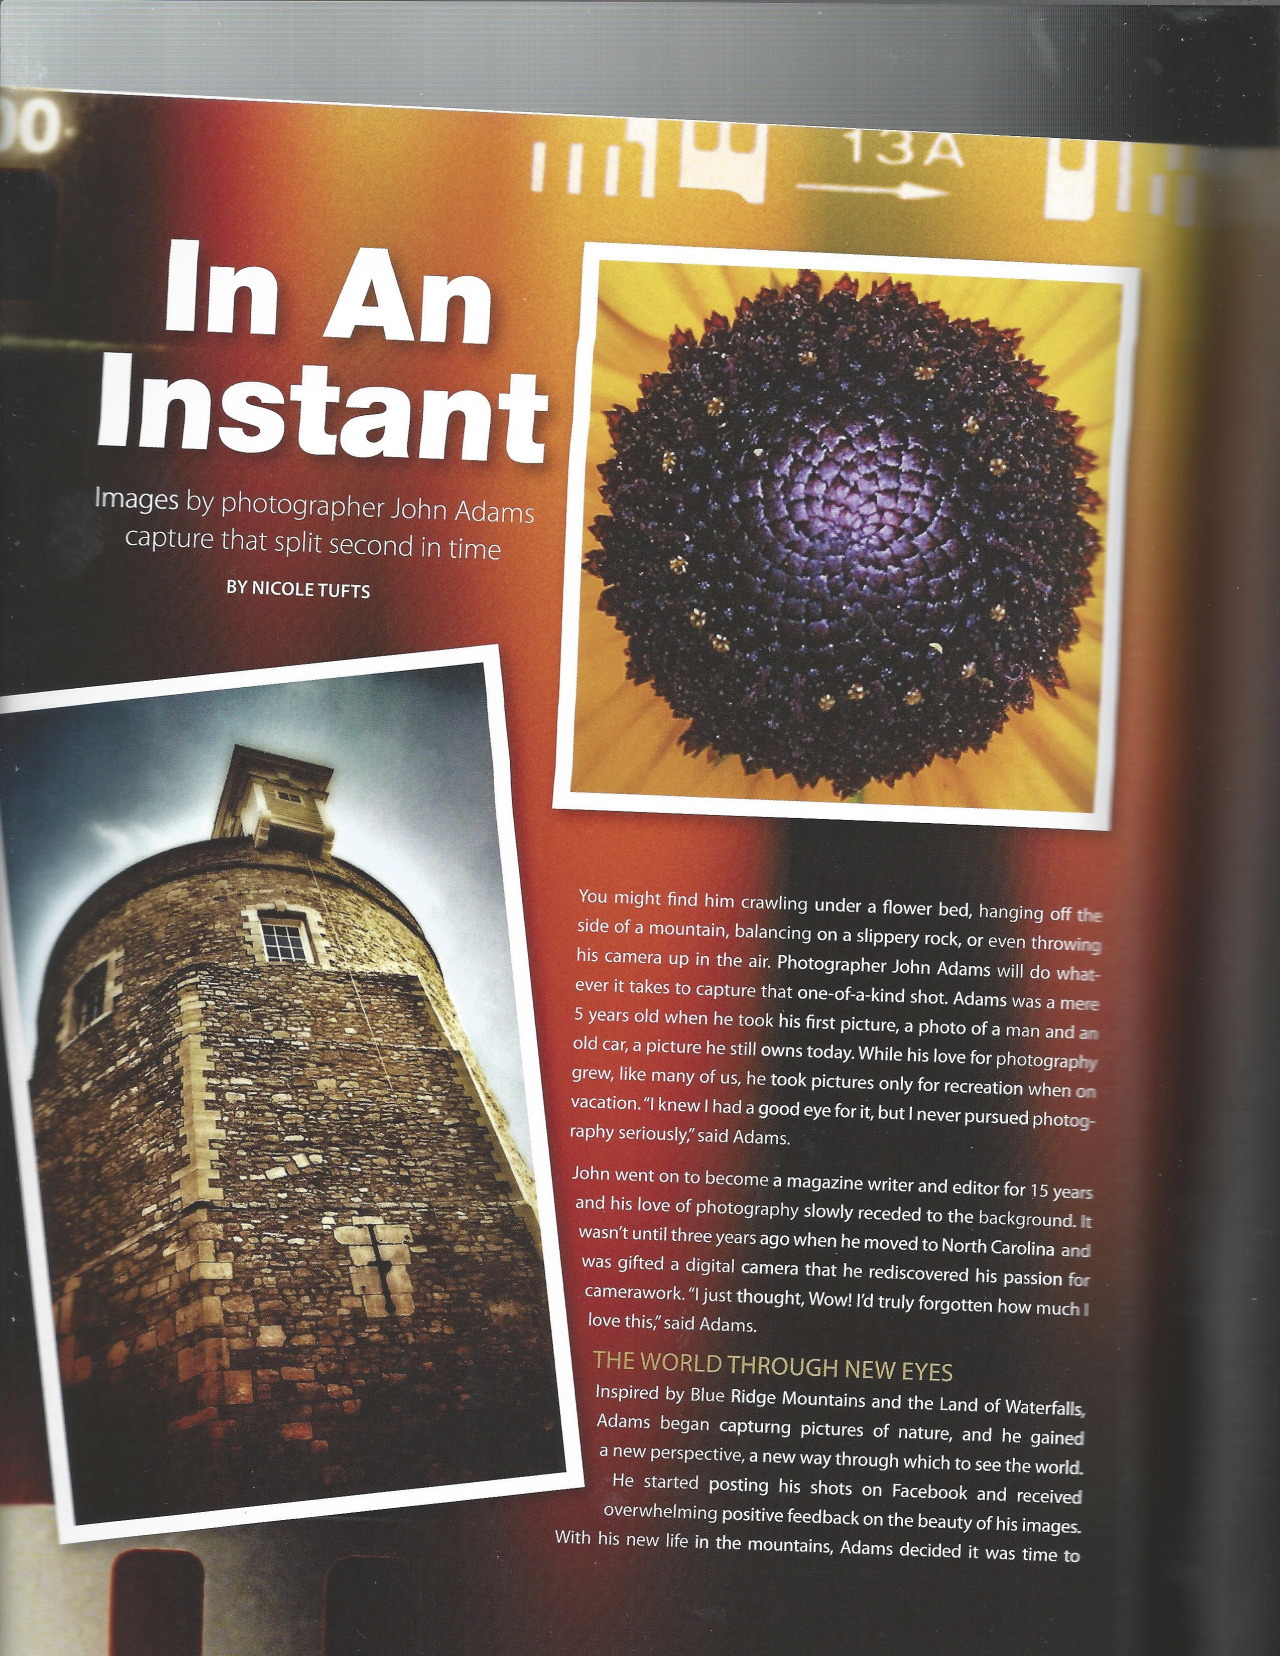 00
13A
In An
Instant
Images by photographer John Adams
capture that split second in time
BY NICOLE TUFTS
You might find him crawling under a flower bed, hanging off the
side of a mountain, balancing on a slippery rock, or even throwing
his camera up in the air. Photographer John Adams will do what-
ever it takes to capture that one-of-a-kind shot. Adams was a mere
5 years old when he took his first picture, a photo of a man and an
old car, a picture he still owns today. While his love for photography
grew, like many of us, he took pictures only for recreation when on
vacation. “I knew I had a good eye for it, but I never pursued photog-
raphy seriously,” said Adams.
John went on to become a magazine writer and editor for 15 years
and his love of photography slowly receded to the background. It
wasn’t until three years ago when he moved to North Carolina and
was gifted a digital camera that he rediscovered his passion for
camerawork. “I just thought, Wow! I’d truly forgotten how much I
love this,” said Adams.
THE WORLD THROUGH NEW EYES
Inspired by Blue Ridge Mountains and the Land of Waterfalls,
Adams began capturng pictures of nature, and he gained
a new perspective, a new way through which to see the world.
He started posting his shots on Facebook and received
overwhelming positive feedback on the beauty of his images.
With his new life in the mountains, Adams decided it was time to